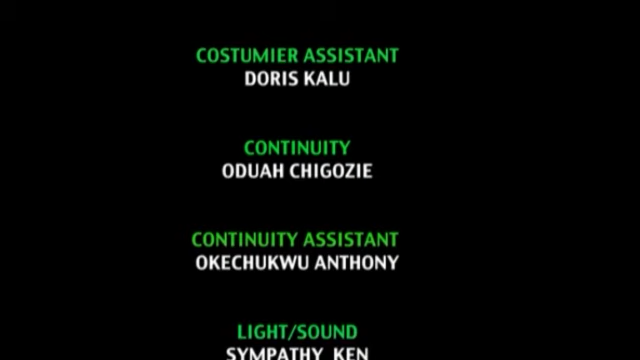 COSTUMIER ASSISTANT
DORIS KALU
CONTINUITY
ODUAH CHIGOZIE
CONTINUITY ASSISTANT
OKECHUKWU ANTHONY
LIGHT/SOUND
SYMPATHY KEN